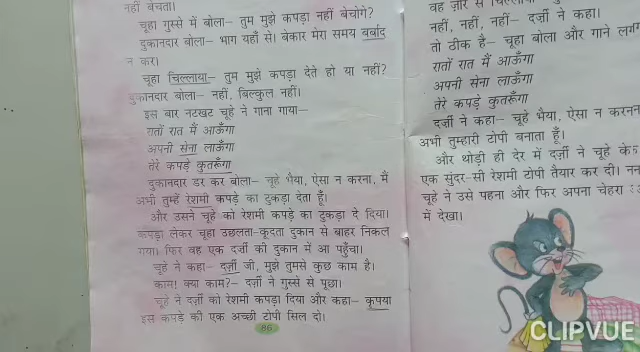 नहीं बेचता।
चूहा गुस्से में बोला– तुम मुझे कपड़ा नहीं बेचोगे?
दुकानदार बोला– भाग यहाँ से। बेकार मेरा समय बर्बाद
न कर।
चूहा चिल्लाया– तुम मुझे कपड़ा देते हो या नहीं?
दुकानदार बोला– नहीं, बिल्कुल नहीं।
इस बार नटखट चूहे ने गाना गाया–
रातों रात मैं आऊँगा
अपनी सेना लाऊँगा
तेरे कपड़े कुतरूँगा
दुकानदार डर कर बोला– चूहे भैया, ऐसा न करना, मैं
अभी तुम्हें रेशमी कपड़े का टुकड़ा देता हूँ।
और उसने चूहे को रेशमी कपड़े का टुकड़ा दे दिया।
कपड़ा लेकर चूहा उछलता-कूदता दुकान से बाहर निकल
गया। फिर वह एक दर्ज़ी की दुकान में आ पहुँचा।
चूहे ने कहा– दर्ज़ी जी, मुझे तुमसे कुछ काम है।
काम! क्या काम?– दर्ज़ी ने गुस्से से पूछा।
चूहे ने दर्ज़ी को रेशमी कपड़ा दिया और कहा– कृपया
इस कपड़े की एक अच्छी टोपी सिल दो।
86
वह ज़ोर से
नहीं, नहीं, नहीं– दर्ज़ी ने कहा।
तो ठीक है– चूहा बोला और गाने
रातों रात मैं आऊँगा
अपनी सेना लाऊँगा
तेरे कपड़े कुतरूँगा
दर्ज़ी ने कहा– चूहे भैया, ऐसा न
अभी तुम्हारी टोपी बनाता हूँ।
और थोड़ी ही देर में दर्ज़ी ने चूहे
एक सुंदर-सी रेशमी टोपी तैयार कर दी।
चूहे ने उसे पहना और फिर अपना चेहरा
में देखा।
CLIPVUE